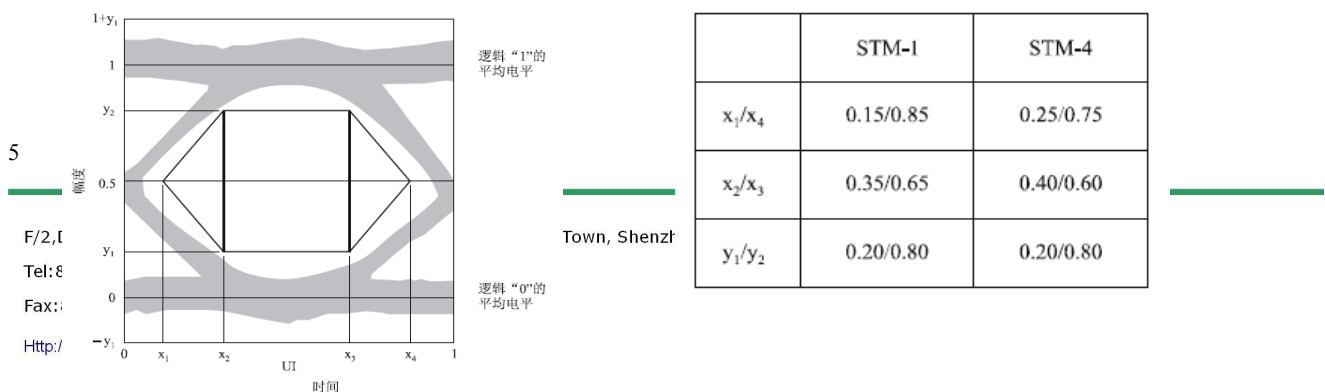 1+y₁
逻辑“1”的
平均电平
1
y₂
5
幅度
0.5
y₁
逻辑“0”的
平均电平
0
−y₁
0 x₁ x₂ x₃ x₄ 1
UI
时间
STM-1 STM-4
x₁/x₄ 0.15/0.85 0.25/0.75
x₂/x₃ 0.35/0.65 0.40/0.60
y₁/y₂ 0.20/0.80 0.20/0.80
F/2, Town,
Tel:8
Fax:
Http:/